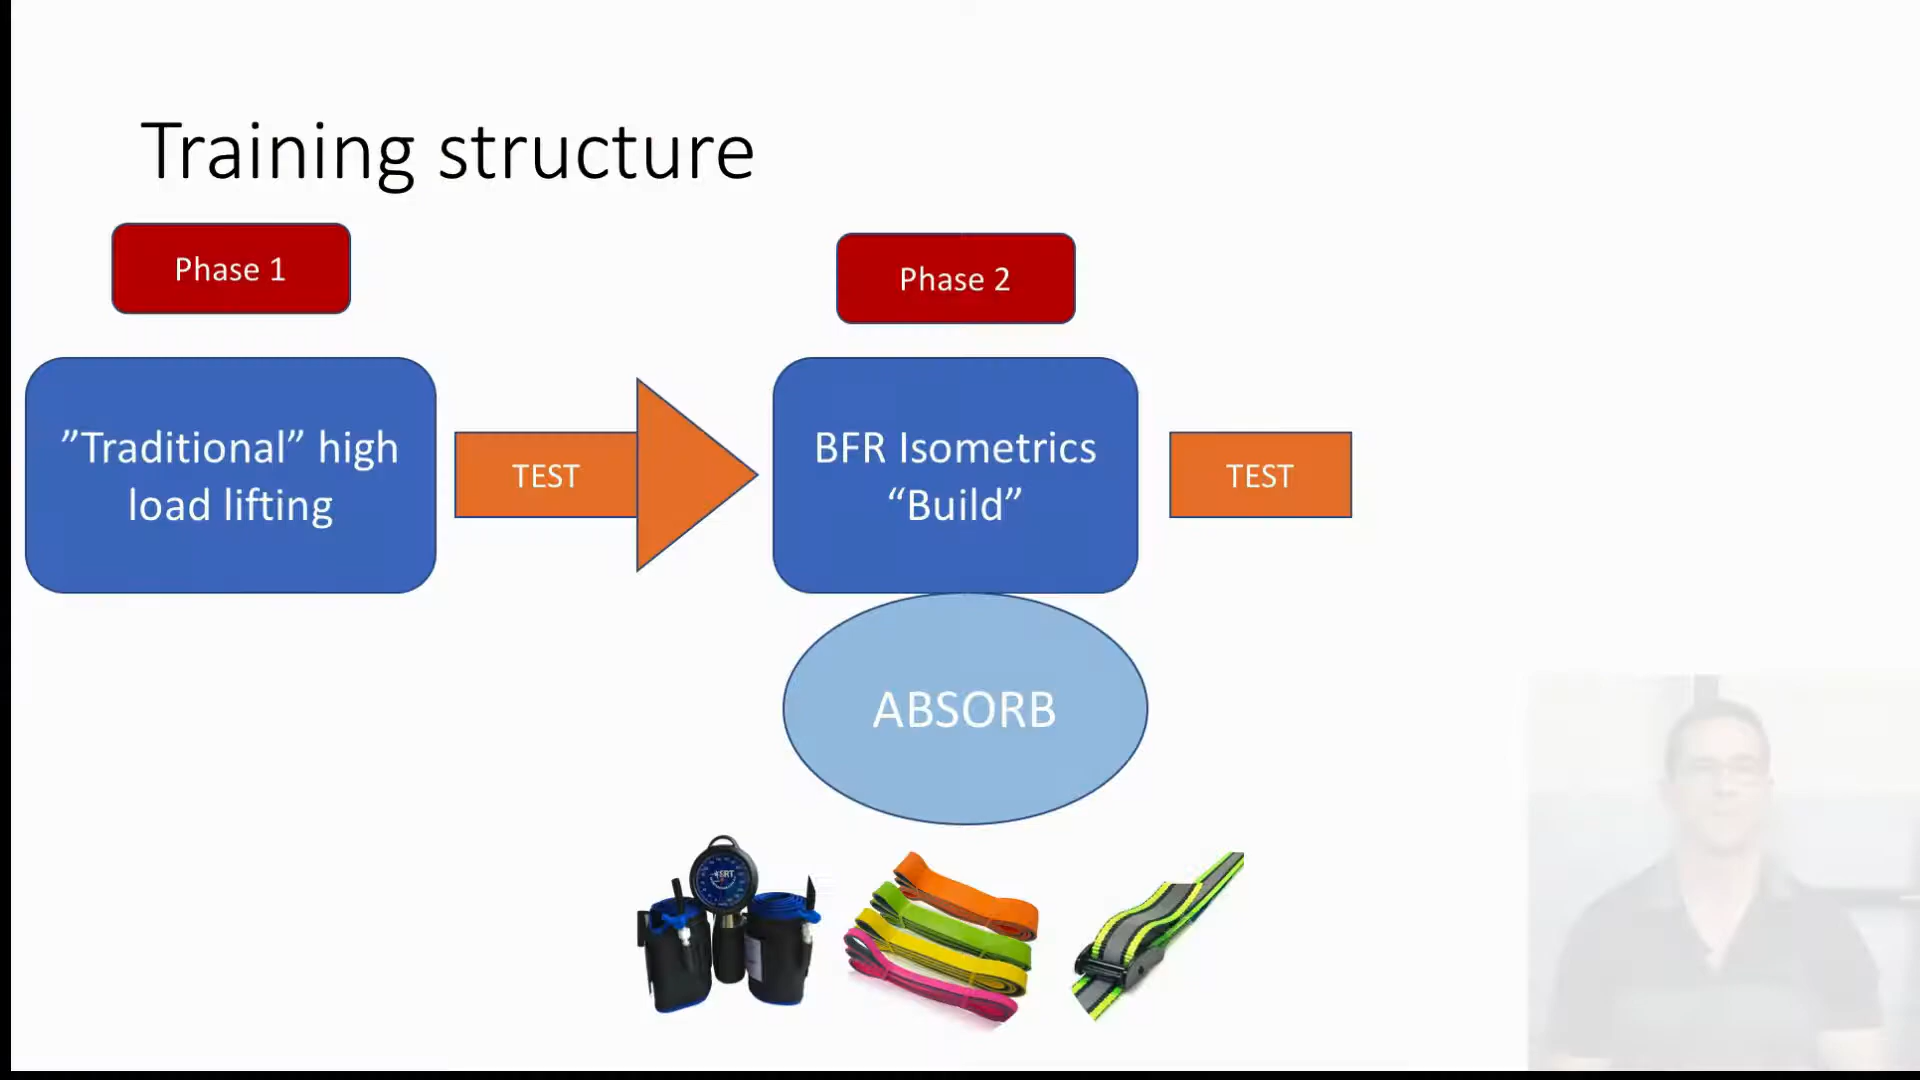 Training structure
Phase 1
Phase 2
”Traditional” high
load lifting
TEST
BFR Isometrics
“Build”
TEST
ABSORB